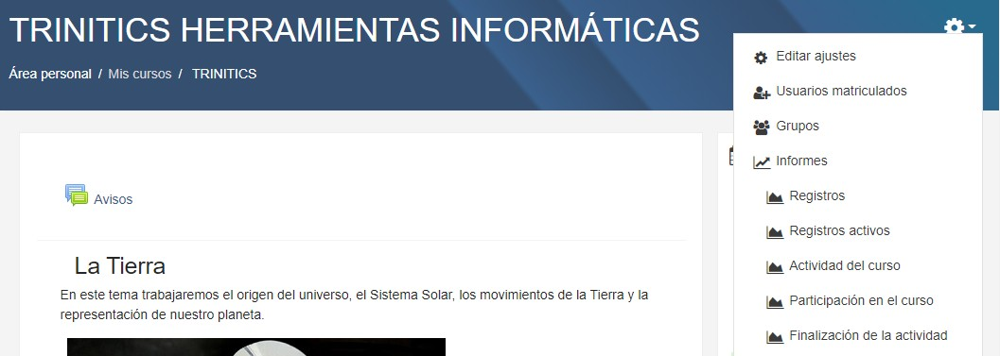 TRINITICS HERRAMIENTAS INFORMÁTICAS
Área personal / Mis cursos / TRINITICS
Editar ajustes
Usuarios matriculados
Grupos
Informes
Registros
Registros activos
Actividad del curso
Participación en el curso
Finalización de la actividad
Avisos
La Tierra
En este tema trabajaremos el origen del universo, el Sistema Solar, los movimientos de la Tierra y la
representación de nuestro planeta.